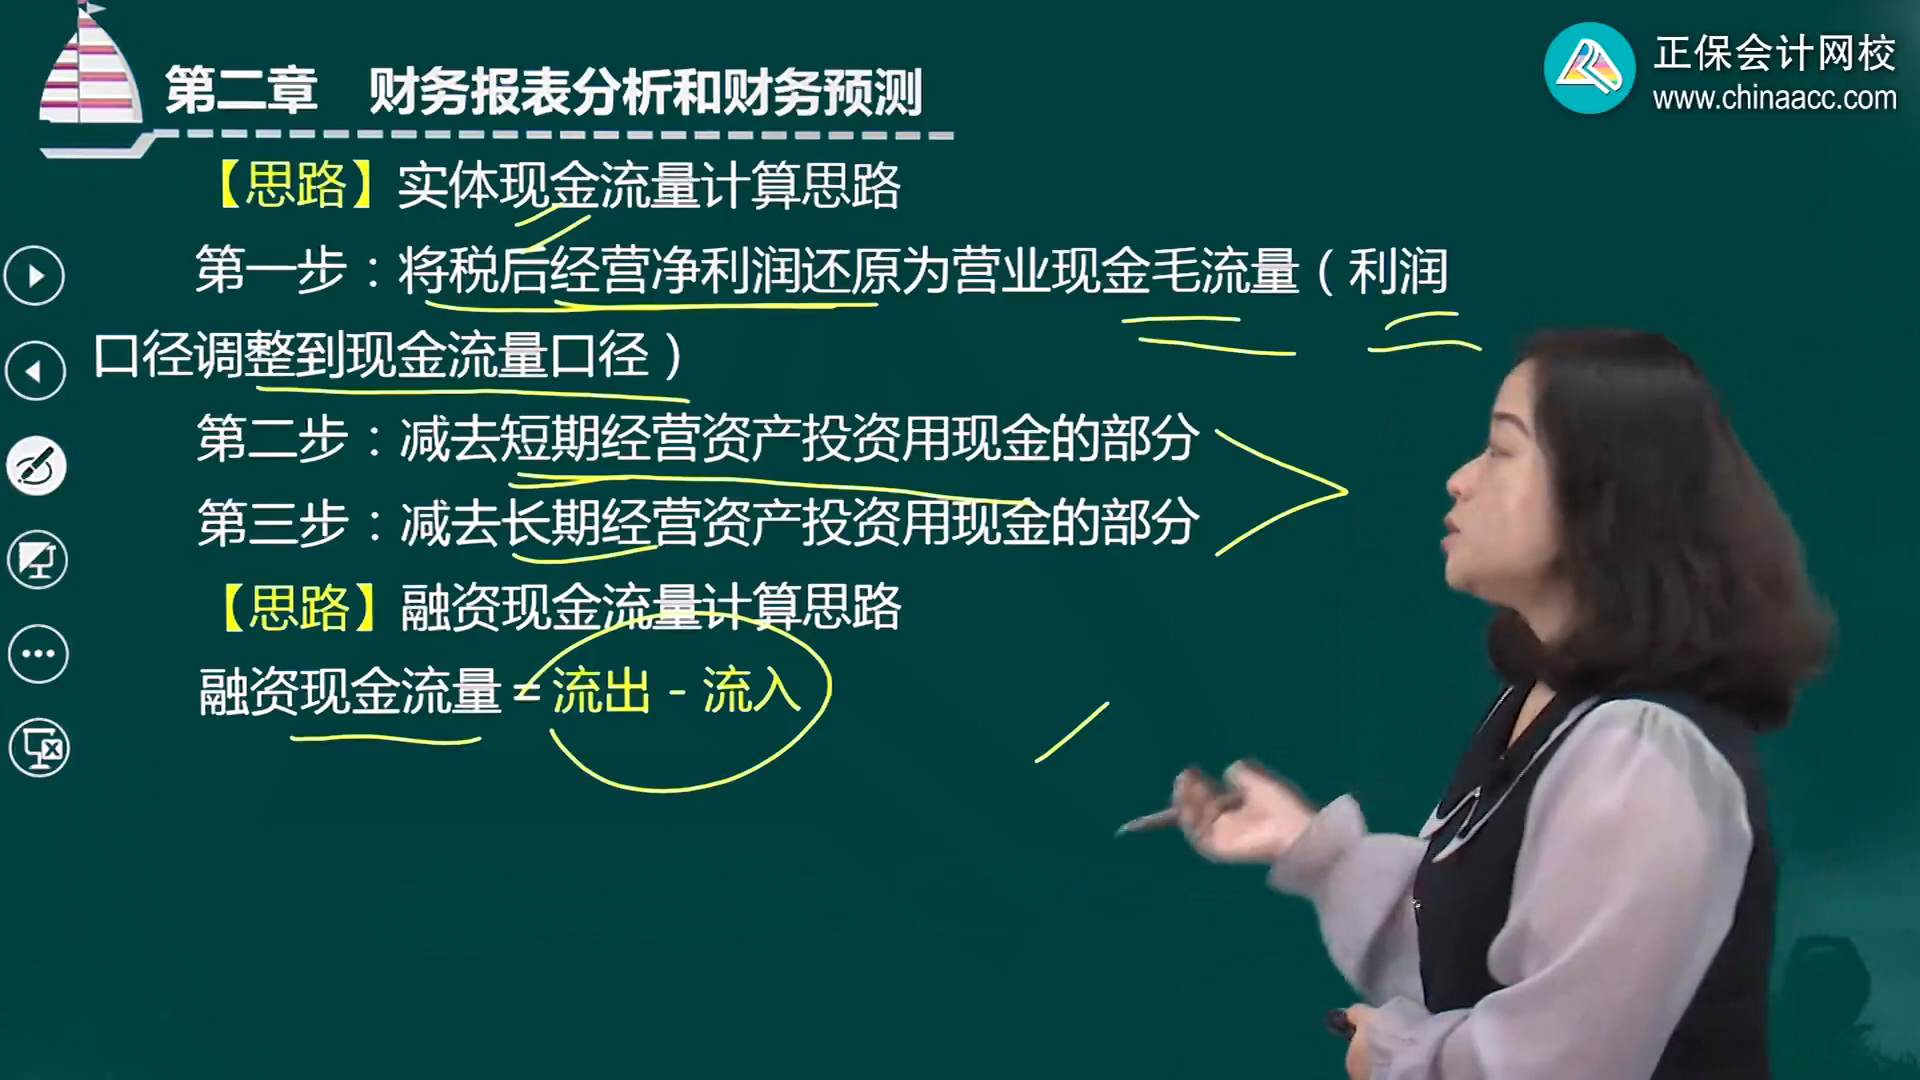 正保会计网校
www.chinaacc.com
第二章 财务报表分析和财务预测
【思路】实体现金流量计算思路
第一步：将税后经营净利润还原为营业现金毛流量（利润
口径调整到现金流量口径）
第二步：减去短期经营资产投资用现金的部分
第三步：减去长期经营资产投资用现金的部分
【思路】融资现金流量计算思路
融资现金流量=流出-流入